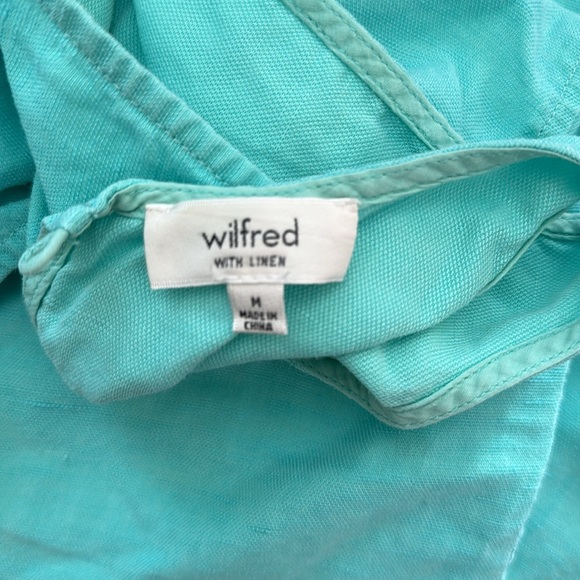 wilfred
WITH LINEN
M
MADE IN
CHINA